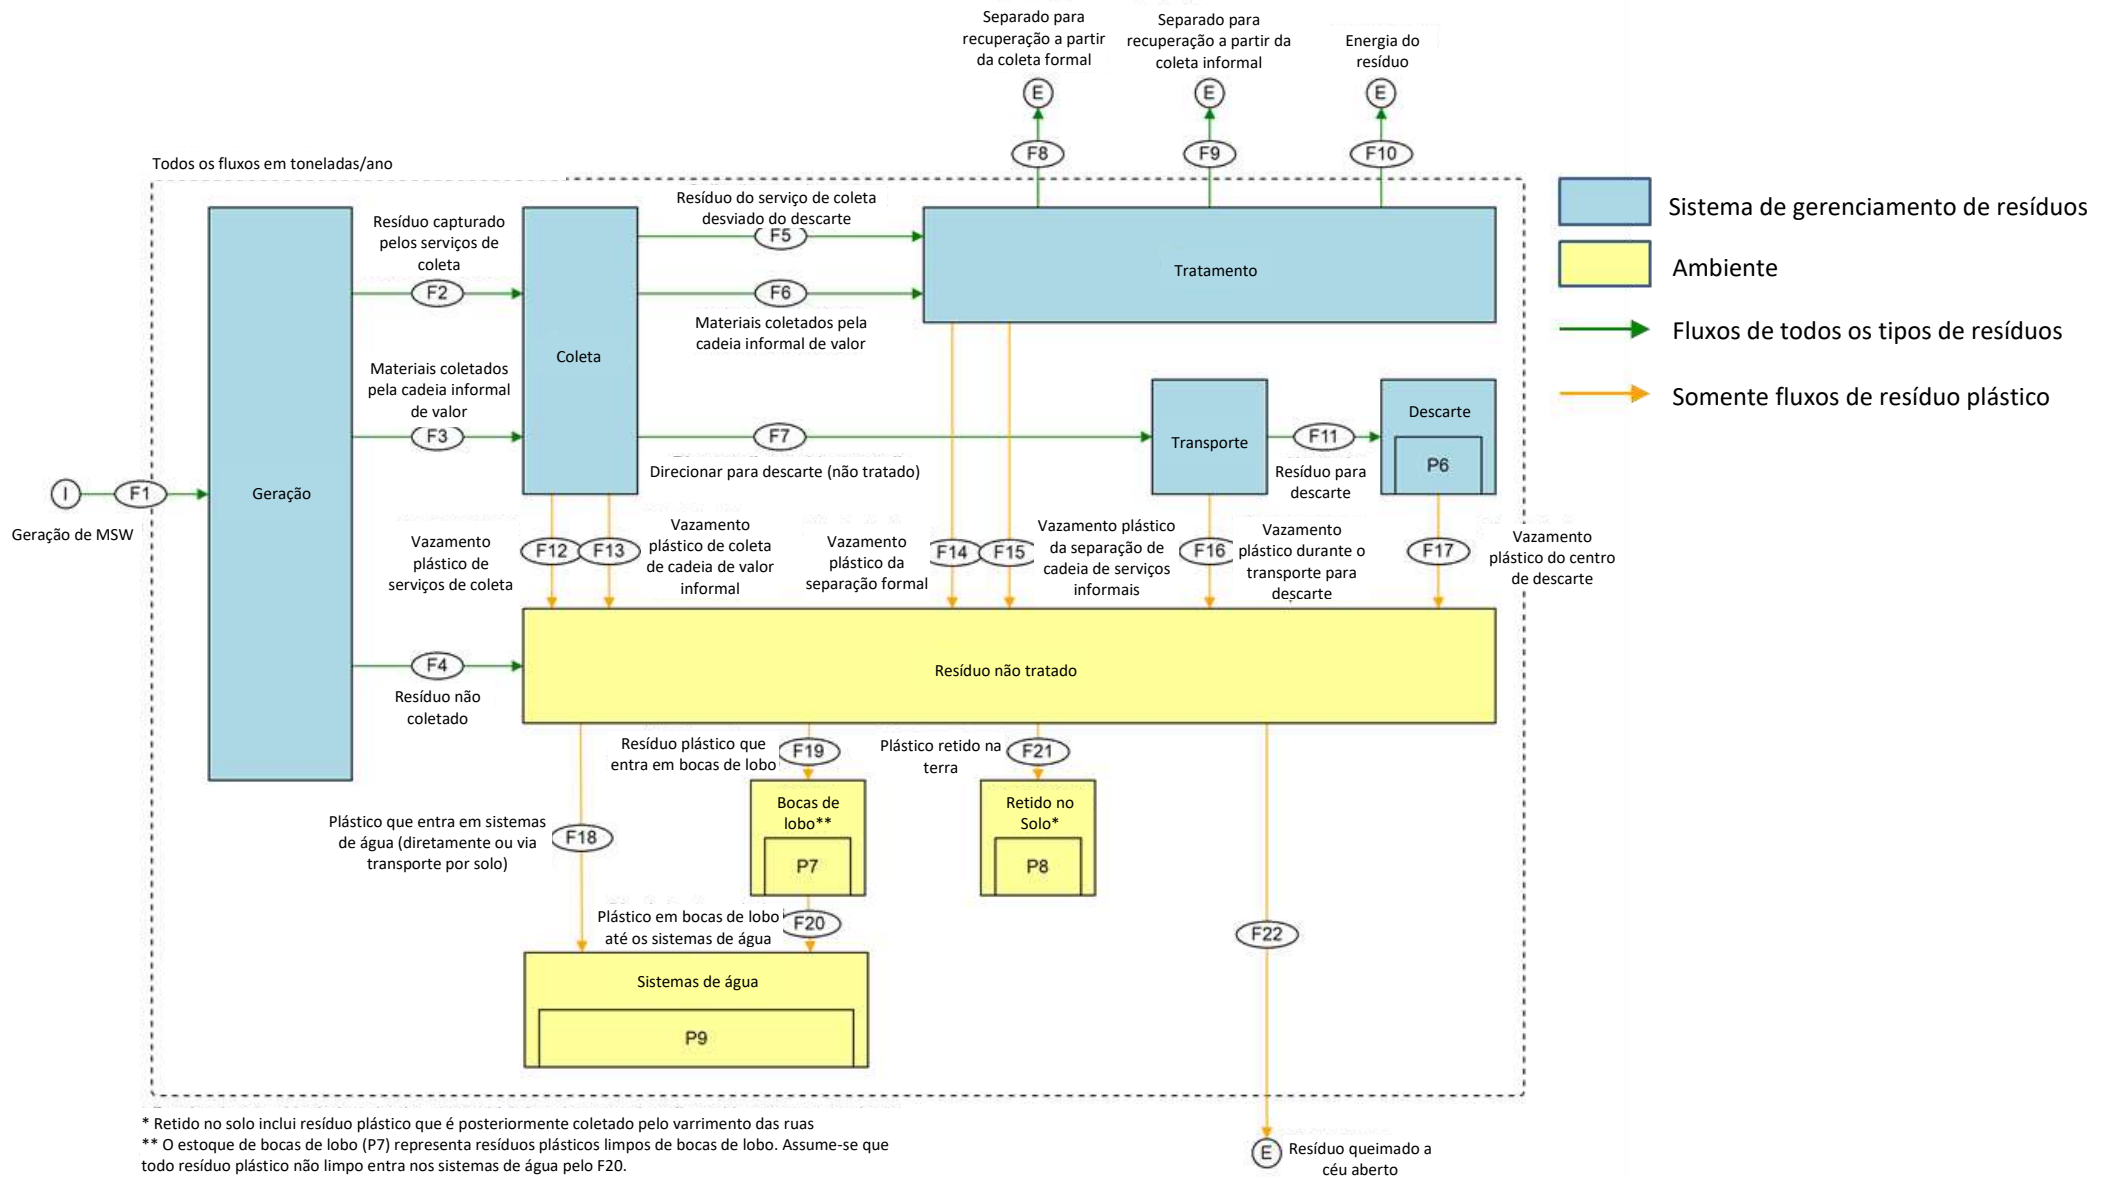 Separado para
recuperação a partir
da coleta formal
Separado para
recuperação a partir da
coleta informal
Energia do
resíduo
E
E
E
F8
F9
F10
Todos os fluxos em toneladas/ano
Resíduo capturado
pelos serviços de
coleta
F2
Materiais coletados
pela cadeia informal
de valor
F3
Resíduo do serviço de coleta
desviado do descarte
F5
F6
Materiais coletados pela
cadeia informal de valor
Tratamento
Coleta
F7
Direcionar para descarte (não tratado)
Transporte
F11
Resíduo para
descarte
Descarte
P6
I
F1
Geração de MSW
Geração
Vazamento
plástico de
serviços de coleta
F12
F13
Vazamento
plástico de coleta
de cadeia de valor
informal
Vazamento
plástico da
separação formal
F14
F15
Vazamento plástico
da separação de
cadeia de serviços
informais
F16
Vazamento
plástico durante o
transporte para
descarte
F17
Vazamento
plástico do centro
de descarte
F4
Resíduo não
coletado
Resíduo não tratado
Resíduo plástico que
entra em bocas de lobo
F19
Plástico retido na
terra
F21
Bocas de
lobo**
P7
Retido no
Solo*
P8
Plástico que entra em sistemas
de água (diretamente ou via
transporte por solo)
F18
Plástico em bocas de lobo
até os sistemas de água
F20
F22
Sistemas de água
P9
E
Resíduo queimado a
céu aberto
* Retido no solo inclui resíduo plástico que é posteriormente coletado pelo varrimento das ruas
** O estoque de bocas de lobo (P7) representa resíduos plásticos limpos de bocas de lobo. Assume-se que
todo resíduo plástico não limpo entra nos sistemas de água pelo F20.
Sistema de gerenciamento de resíduos
Ambiente
Fluxos de todos os tipos de resíduos
Somente fluxos de resíduo plástico